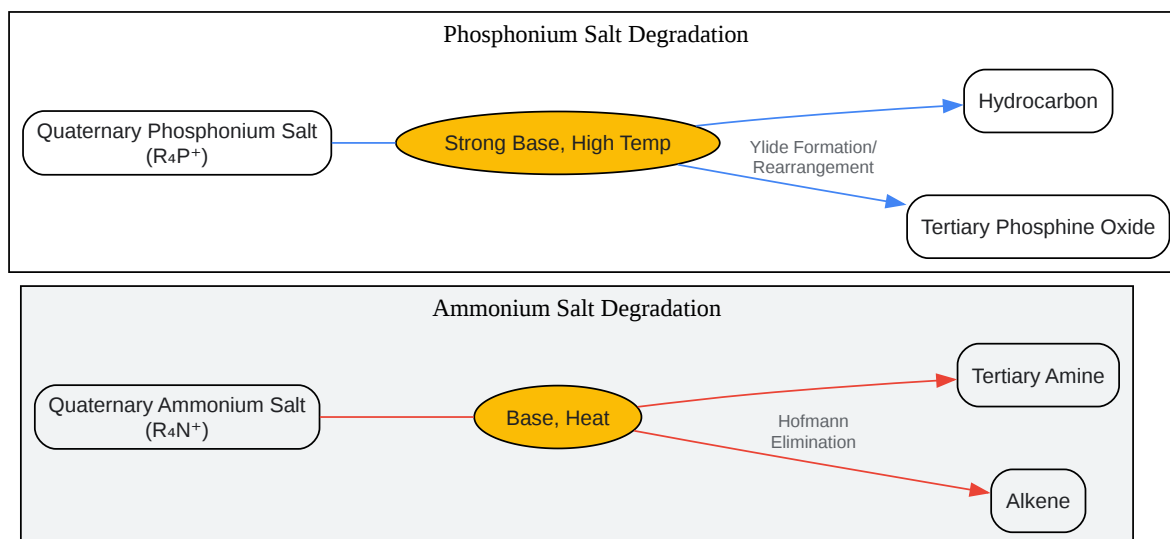 Phosphonium Salt Degradation
Quaternary Phosphonium Salt
(R₄P⁺)
Strong Base, High Temp
Hydrocarbon
Ylide Formation/
Rearrangement
Tertiary Phosphine Oxide
Ammonium Salt Degradation
Quaternary Ammonium Salt
(R₄N⁺)
Base, Heat
Tertiary Amine
Hofmann
Elimination
Alkene